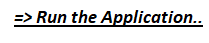 => Run the Application..